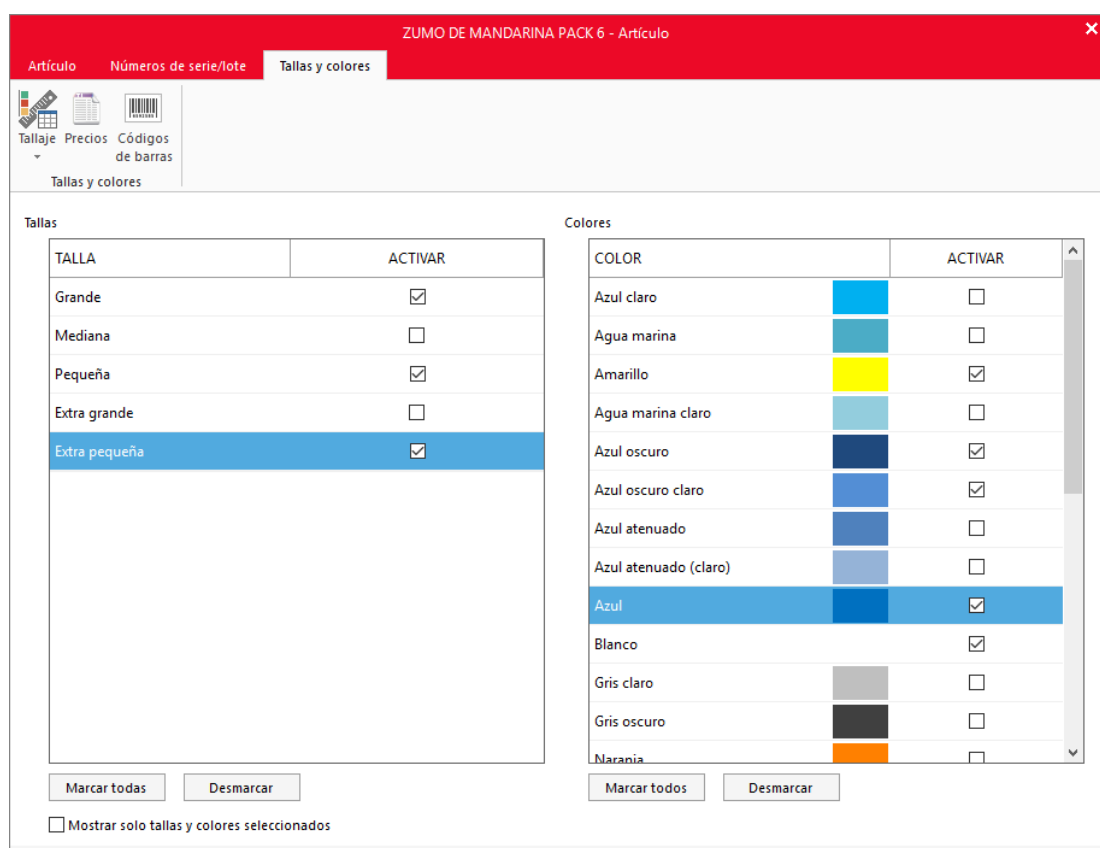 ZUMO DE MANDARINA PACK 6 - Artículo
Artículo Números de serie/lote Tallas y colores
Tallaje Precios Códigos
de barras
Tallas y colores
Tallas Colores
TALLA ACTIVAR COLOR ACTIVAR
Grande Azul claro
Mediana Agua marina
Pequeña Amarillo
Extra grande Agua marina claro
Extra pequeña Azul oscuro
Azul oscuro claro
Azul atenuado
Azul atenuado (claro)
Azul
Blanco
Gris claro
Gris oscuro
Naranja
Marcar todas Desmarcar Marcar todos Desmarcar
Mostrar solo tallas y colores seleccionados